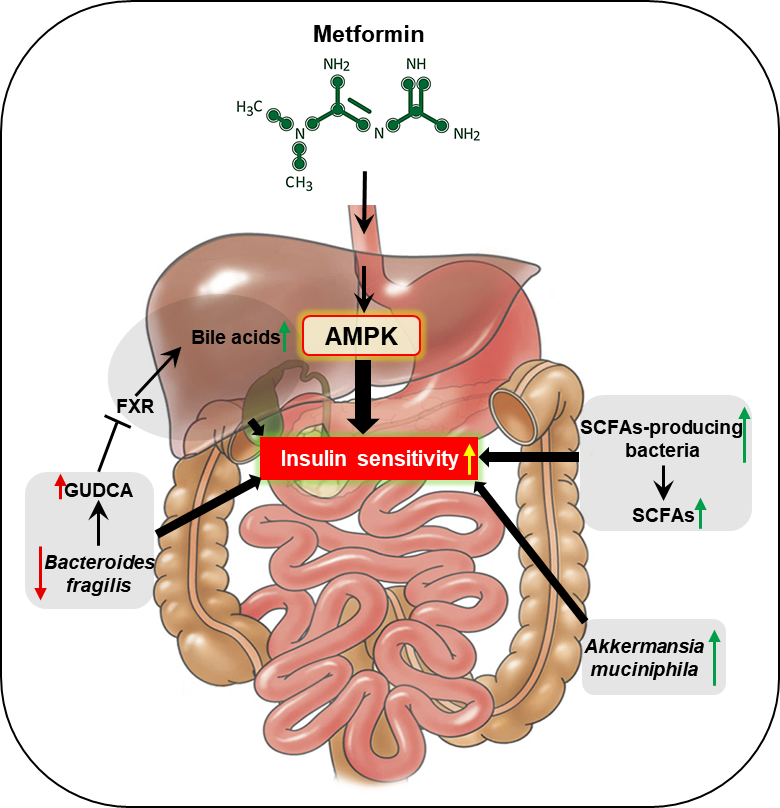 Metformin
NH2
NH
H3C
N
N
NH2
CH3
Bile acids
AMPK
FXR
SCFAs-producing
bacteria
Insulin sensitivity
GUDCA
SCFAs
Bacteroides
fragilis
Akkermansia
muciniphila